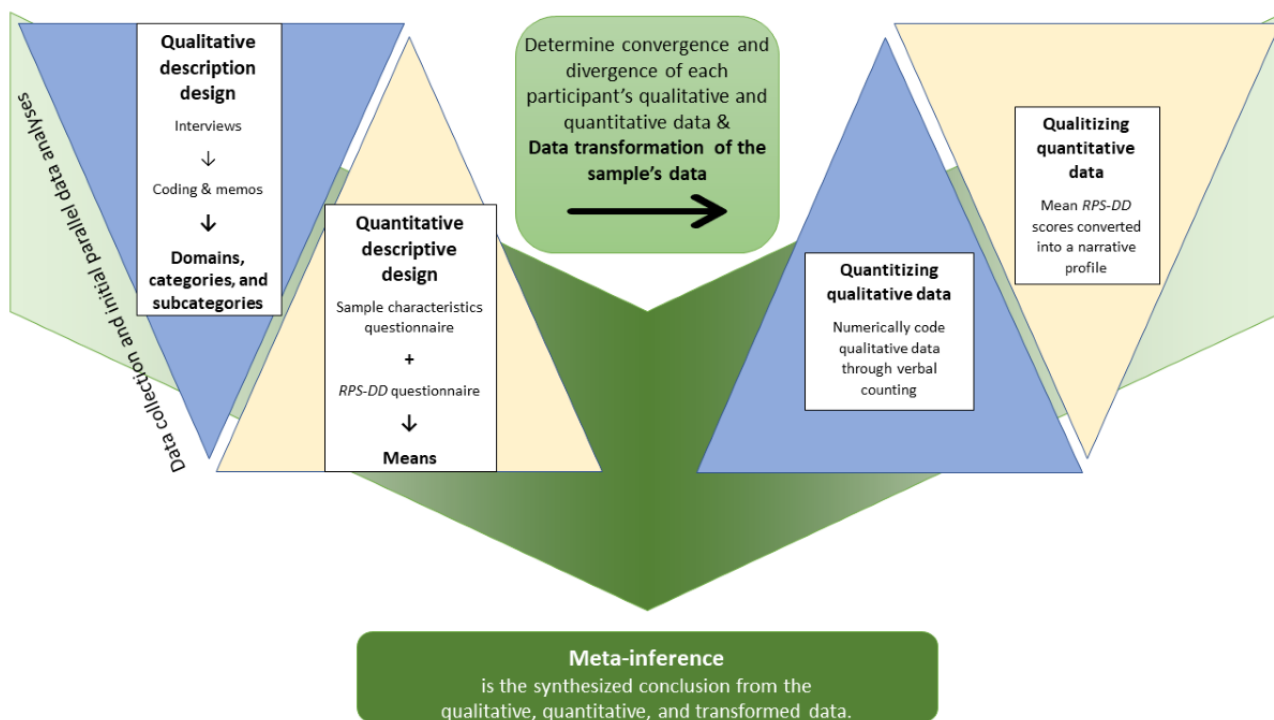 Qualitative
description
design
Interviews
↓
Coding & memos
↓
Domains,
categories, and
subcategories
Data collection and initial parallel data analyses
Quantitative
descriptive
design
Sample characteristics
questionnaire
+
RPS-DD questionnaire
↓
Means
Determine convergence and
divergence of each
participant's qualitative and
quantitative data &
Data transformation of the
sample's data
Quantitizing
qualitative data
Numerically code
qualitative data
through verbal
counting
Qualitizing
quantitative
data
Mean RPS-DD
scores converted
into a narrative
profile
Meta-inference
is the synthesized conclusion from the
qualitative, quantitative, and transformed data.